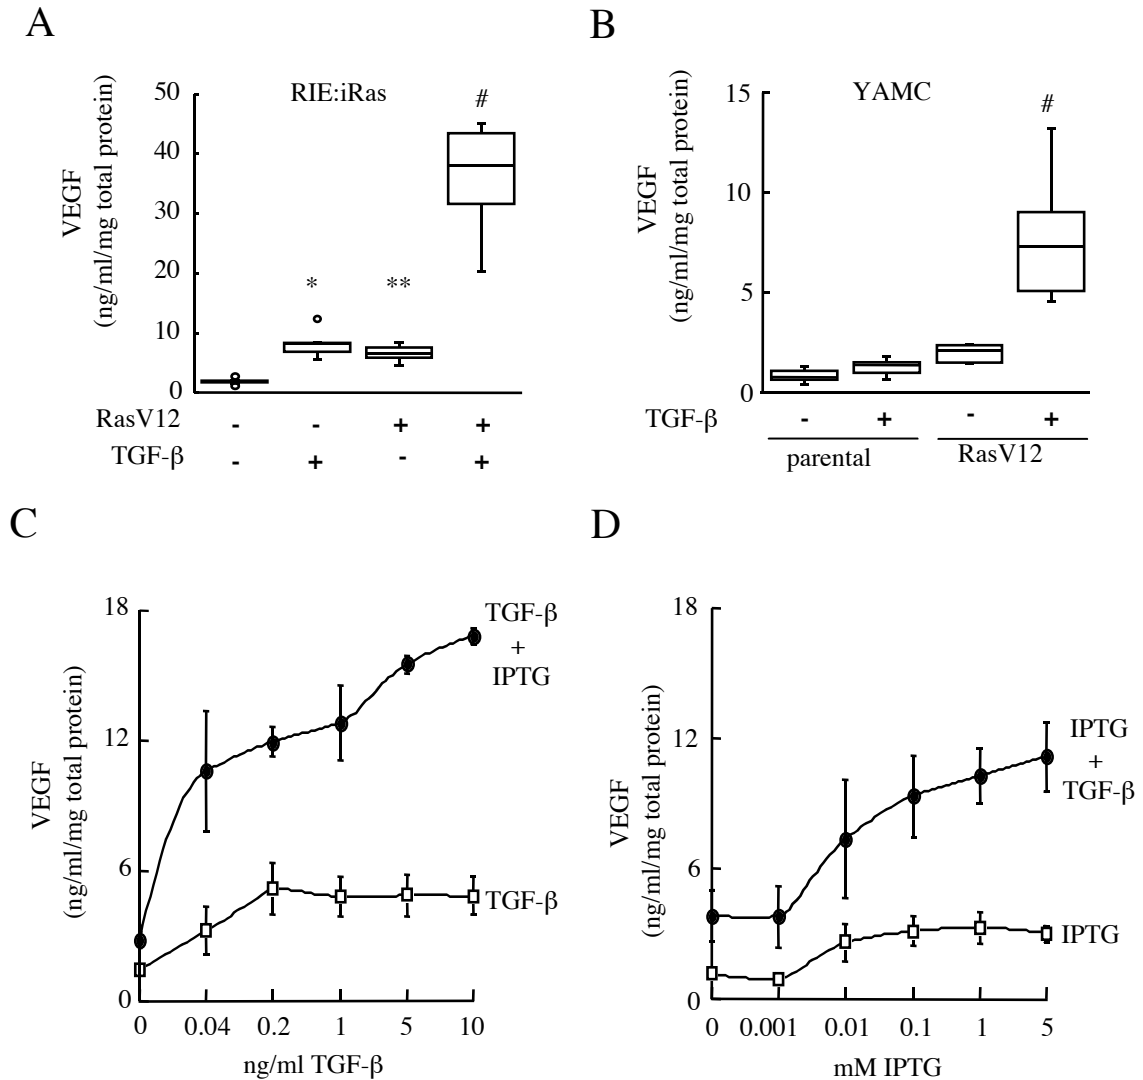 A
RIE:iRas
#
VEGF
(ng/ml/mg total protein)
50
40
30
20
10
0
*
**
RasV12 - - + +
TGF-β - + - +
B
YAMC
#
VEGF
(ng/ml/mg total protein)
15
10
5
0
TGF-β - + - +
parental RasV12
C
VEGF
(ng/ml/mg total protein)
18
12
6
0
TGF-β
+
IPTG
TGF-β
0 0.04 0.2 1 5 10
ng/ml TGF-β
D
VEGF
(ng/ml/mg total protein)
18
12
6
0
IPTG
+
TGF-β
IPTG
0 0.001 0.01 0.1 1 5
mM IPTG